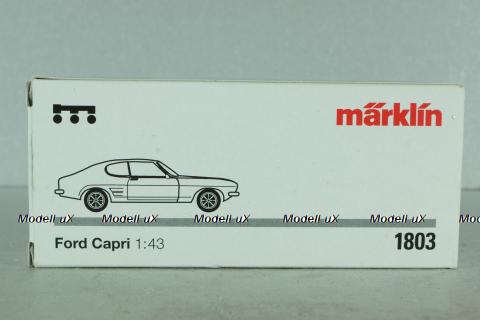 märklin
Modell uX Modell uX Modell uX Modell uX Modell uX
Ford Capri 1:43 1803